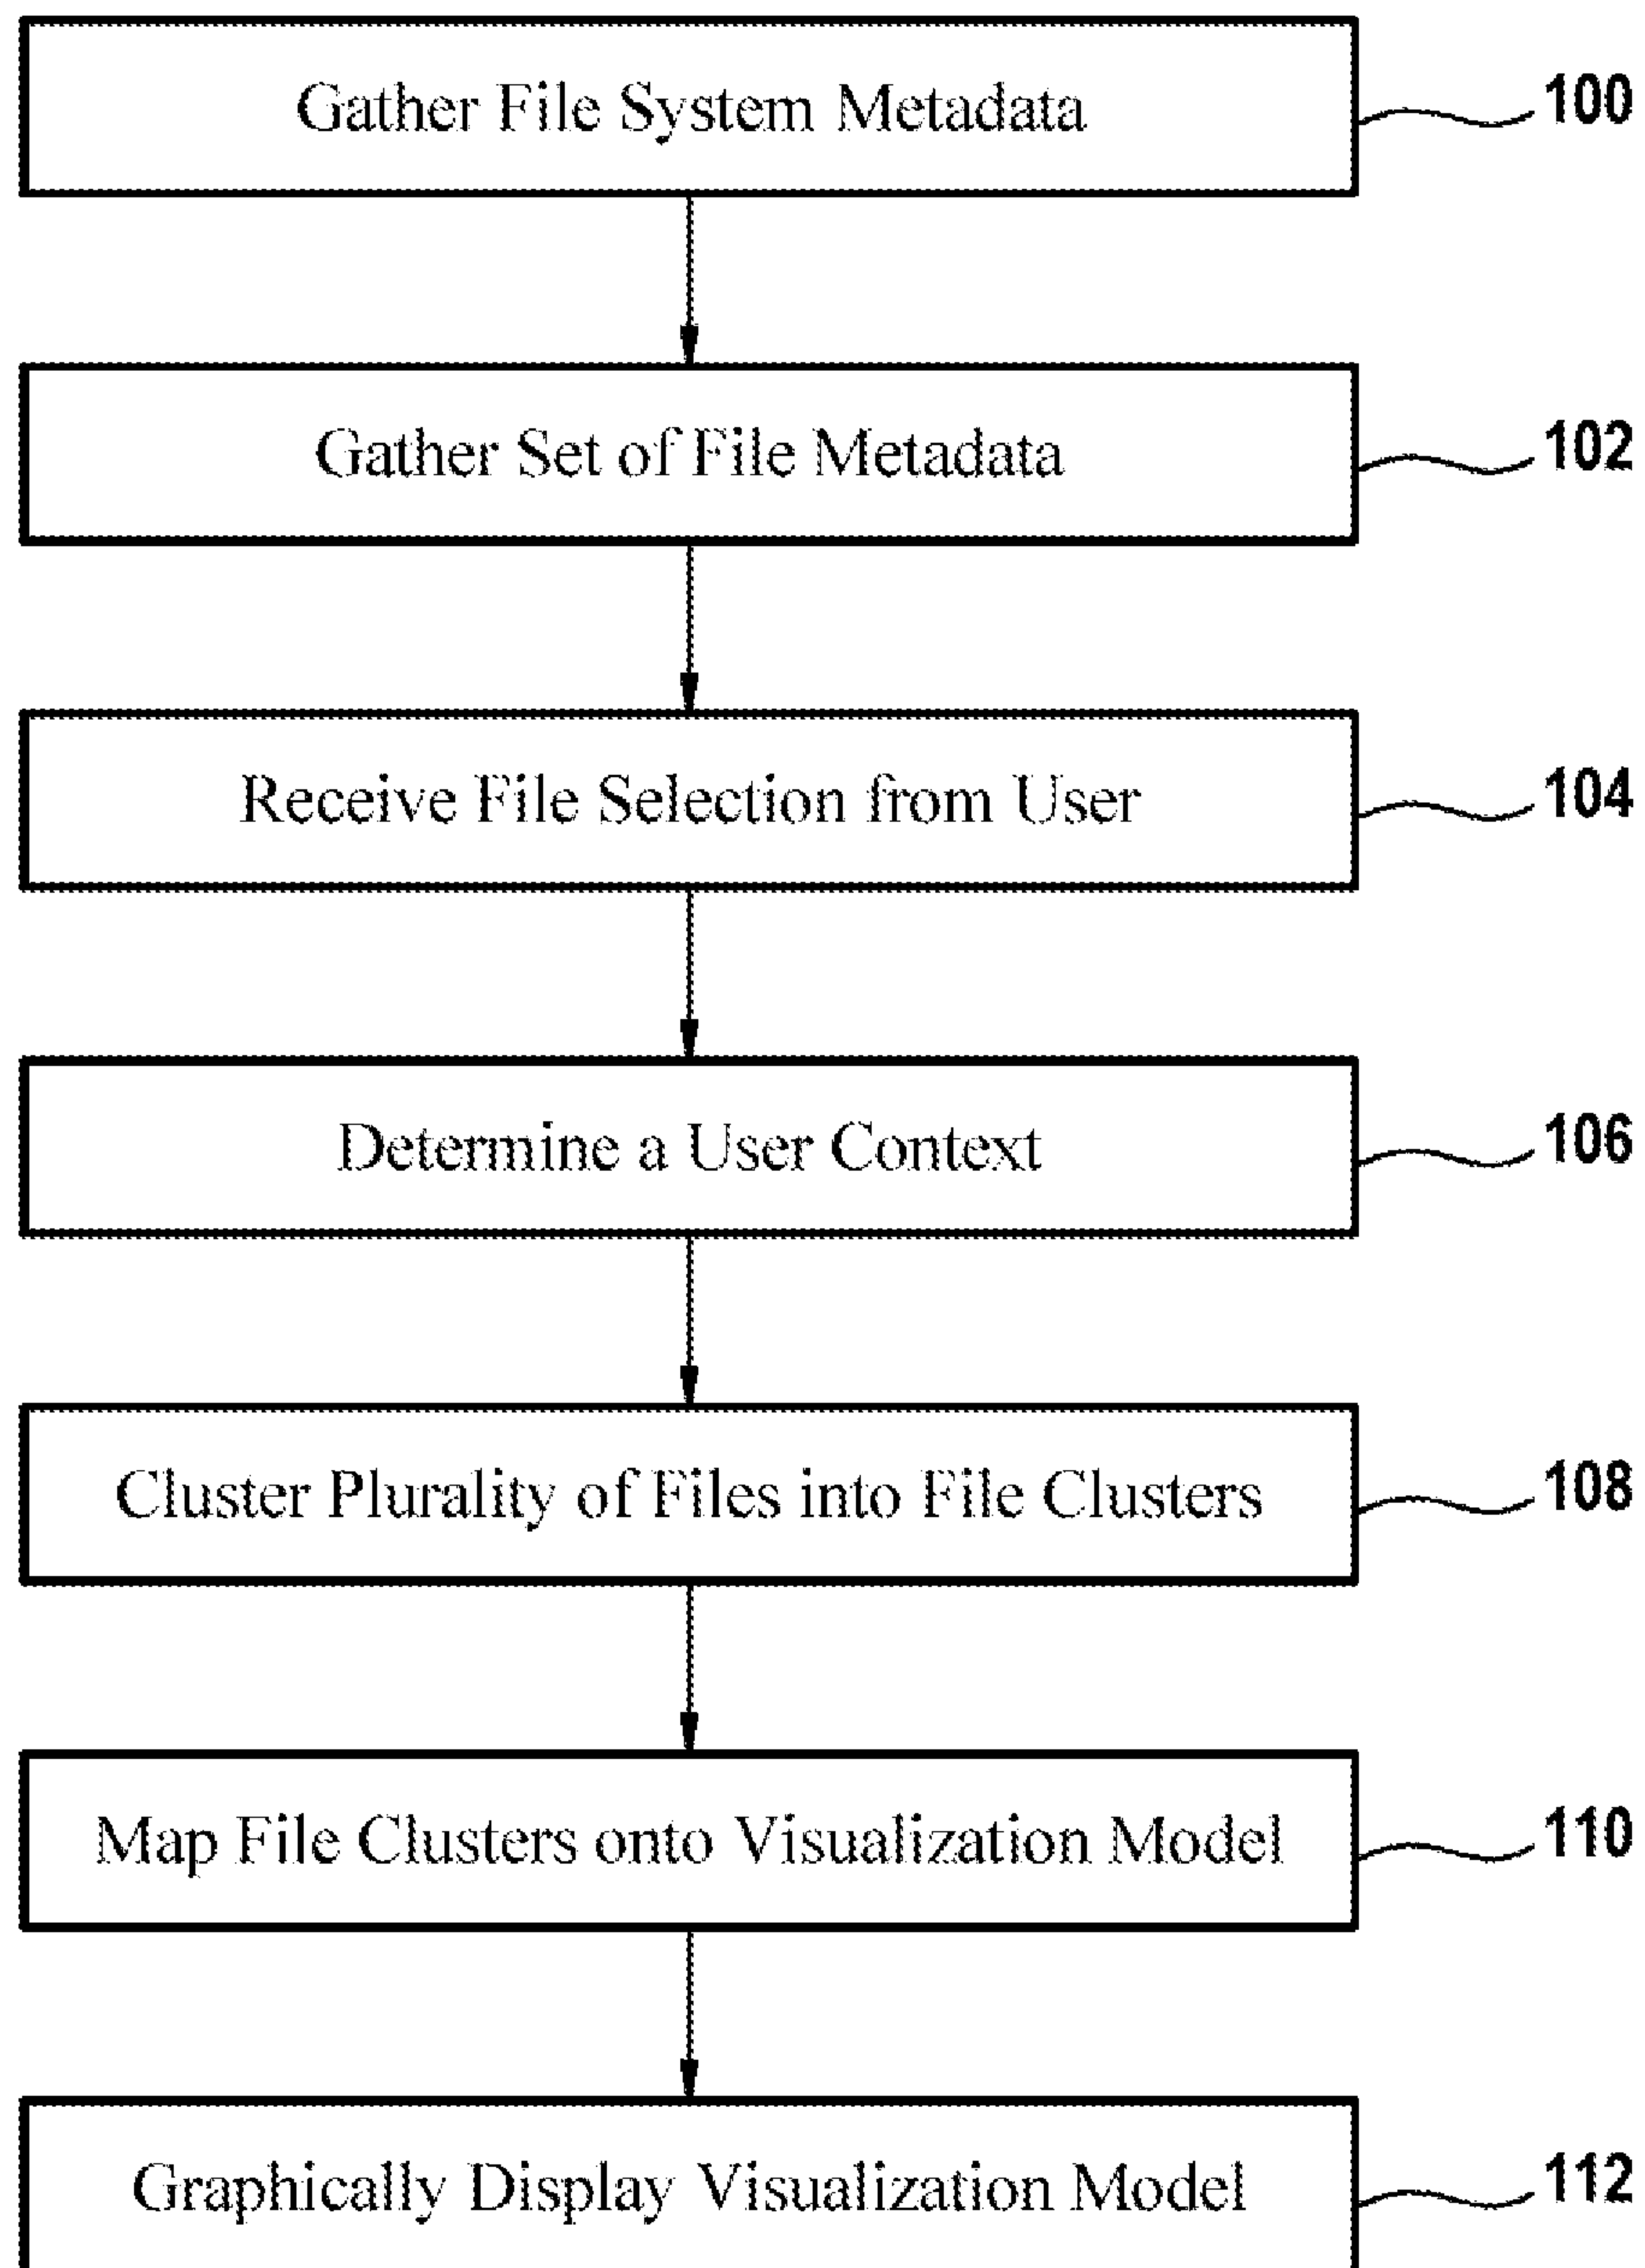 Gather File System Metadata
100
Gather Set of File Metadata
102
Receive File Selection from User
104
Determine a User Context
106
Cluster Plurality of Files into File Clusters
108
Map File Clusters onto Visualization Model
110
Graphically Display Visualization Model
112